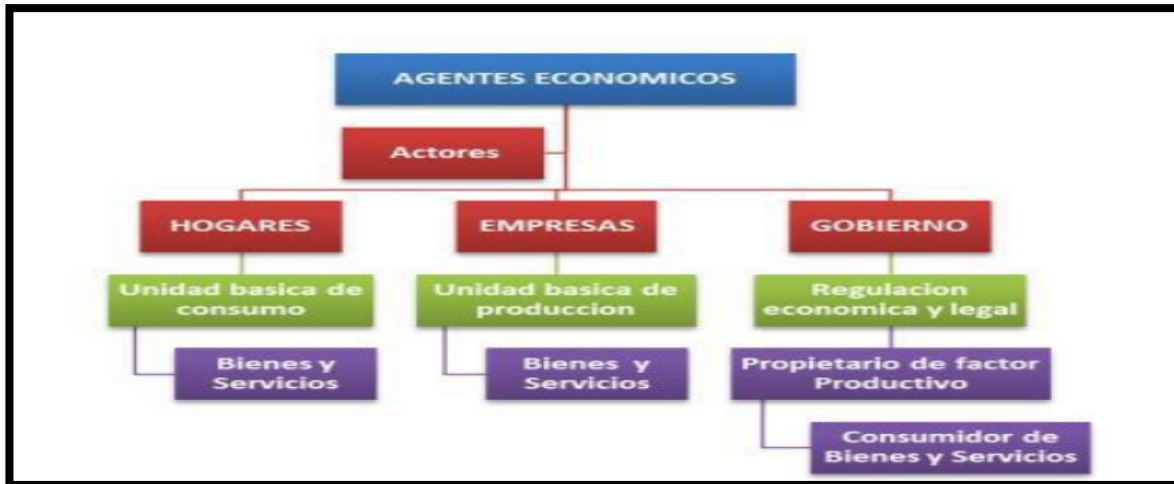 AGENTES ECONOMICOS
Actores
HOGARES
EMPRESAS
GOBIERNO
Unidad basica de
consumo
Unidad basica de
produccion
Regulacion
economica y legal
Bienes y
Servicios
Bienes y
Servicios
Propietario de factor
Productivo
Consumidor de
Bienes y Servicios